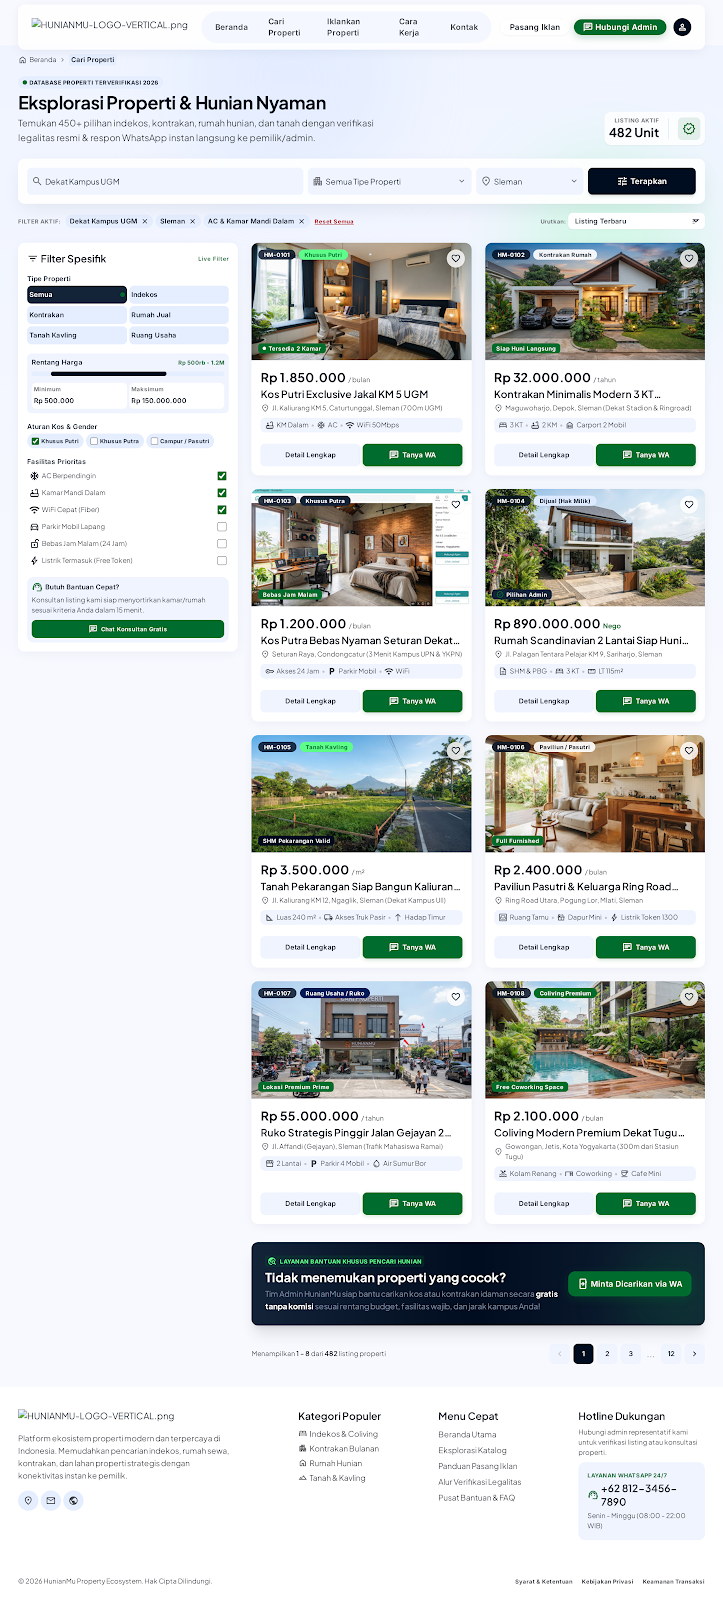 HUNIANMU-LOGO-VERTICAL.png
Beranda
Cari Properti
Iklankan Properti
Cara Kerja
Kontak
Pasang Iklan
Hubungi Admin
Beranda > Cari Properti
DATABASE PROPERTI TERVERIFIKASI 2026
Eksplorasi Properti & Hunian Nyaman
Temukan 450+ pilihan indekos, kontrakan, rumah hunian, dan tanah dengan verifikasi
legalitas resmi & respon WhatsApp instan langsung ke pemilik/admin.
LISTING AKTIF
482 Unit
Dekat Kampus UGM
Semua Tipe Properti
Sleman
Terapkan
FILTER AKTIF:
Dekat Kampus UGM ×
Sleman ×
AC & Kamar Mandi Dalam ×
Reset Semua
Urutkan:
Listing Terbaru
Filter Spesifik
Live Filter
Tipe Properti
Semua
Indekos
Kontrakan
Rumah Jual
Tanah Kavling
Ruang Usaha
Rentang Harga
Rp 500rb - 1.2M
Minimum
Rp 500.000
Maksimum
Rp 150.000.000
Aturan Kos & Gender
Khusus Putri
Khusus Putra
Campur / Pasutri
Fasilitas Prioritas
AC Berpendingin
Kamar Mandi Dalam
WiFi Cepat (Fiber)
Parkir Mobil Lapang
Bebas Jam Malam (24 Jam)
Listrik Termasuk (Free Token)
Butuh Bantuan Cepat?
Konsultan listing kami siap menyortirkan kamar/rumah
sesuai kriteria Anda dalam 15 menit.
Chat Konsultan Gratis
HM-0101
Khusus Putri
Tersedia 2 Kamar
Rp 1.850.000 / bulan
Kos Putri Exclusive Jakal KM 5 UGM
Jl. Kaliurang KM 5, Caturtunggal, Sleman (700m UGM)
KM Dalam • AC • WiFi 50Mbps
Detail Lengkap
Tanya WA
HM-0102
Kontrakan Rumah
Siap Huni Langsung
Rp 32.000.000 / tahun
Kontrakan Minimalis Modern 3 KT...
Maguwoharjo, Depok, Sleman (Dekat Stadion & Ringroad)
3 KT • 2 KM • Carport 2 Mobil
Detail Lengkap
Tanya WA
HM-0103
Khusus Putra
Bebas Jam Malam
Rp 1.200.000 / bulan
Kos Putra Bebas Nyaman Seturan Dekat...
Seturan Raya, Condongcatur (3 Menit Kampus UPN & YKPN)
Akses 24 Jam • Parkir Mobil • WiFi
Detail Lengkap
Tanya WA
HM-0104
Dijual (Hak Milik)
Pilihan Admin
Rp 890.000.000 Nego
Rumah Scandinavian 2 Lantai Siap Huni...
Jl. Palagan Tentara Pelajar KM 9, Sariharjo, Sleman
SHM & PBG • 3 KT • LT 115m²
Detail Lengkap
Tanya WA
HM-0105
Tanah Kavling
SHM Pekarangan Valid
Rp 3.500.000 / m²
Tanah Pekarangan Siap Bangun Kaliuran...
Jl. Kaliurang KM 12, Ngaglik, Sleman (Dekat Kampus UII)
Luas 240 m² • Akses Truk Pasir • Hadap Timur
Detail Lengkap
Tanya WA
HM-0106
Paviliun / Pasutri
Full Furnished
Rp 2.400.000 / bulan
Paviliun Pasutri & Keluarga Ring Road...
Ring Road Utara, Pogung Lor, Mlati, Sleman
Ruang Tamu • Dapur Mini • Listrik Token 1300
Detail Lengkap
Tanya WA
HM-0107
Ruang Usaha / Ruko
CARI PROPERTI
HUNIANMU
Lokasi Premium Prime
Rp 55.000.000 / tahun
Ruko Strategis Pinggir Jalan Gejayan 2...
Jl. Affandi (Gejayan), Sleman (Trafik Mahasiswa Ramai)
2 Lantai • Parkir 4 Mobil • Air Sumur Bor
Detail Lengkap
Tanya WA
HM-0108
Coliving Premium
Free Coworking Space
Rp 2.100.000 / bulan
Coliving Modern Premium Dekat Tugu...
Gowongan, Jetis, Kota Yogyakarta (300m dari Stasiun
Tugu)
Kolam Renang • Coworking • Cafe Mini
Detail Lengkap
Tanya WA
LAYANAN BANTUAN KHUSUS PENCARI HUNIAN
Tidak menemukan properti yang cocok?
Tim Admin HunianMu siap bantu carikan kos atau kontrakan idaman secara gratis
tanpa komisi sesuai rentang budget, fasilitas wajib, dan jarak kampus Anda!
Minta Dicarikan via WA
Menampilkan 1 - 8 dari 482 listing properti
‹ 1 2 3 ... 12 ›
HUNIANMU-LOGO-VERTICAL.png
Platform ekosistem properti modern dan terpercaya di
Indonesia. Memudahkan pencarian indekos, rumah sewa,
kontrakan, dan lahan properti strategis dengan
konektivitas instan ke pemilik.
Kategori Populer
Indekos & Coliving
Kontrakan Bulanan
Rumah Hunian
Tanah & Kavling
Menu Cepat
Beranda Utama
Eksplorasi Katalog
Panduan Pasang Iklan
Alur Verifikasi Legalitas
Pusat Bantuan & FAQ
Hotline Dukungan
Hubungi admin representatif kami
untuk verifikasi listing atau konsultasi
properti.
LAYANAN WHATSAPP 24/7
+62 812-3456-
7890
Senin - Minggu (08:00 - 22:00
WIB)
© 2026 HunianMu Property Ecosystem. Hak Cipta Dilindungi.
Syarat & Ketentuan
Kebijakan Privasi
Keamanan Transaksi